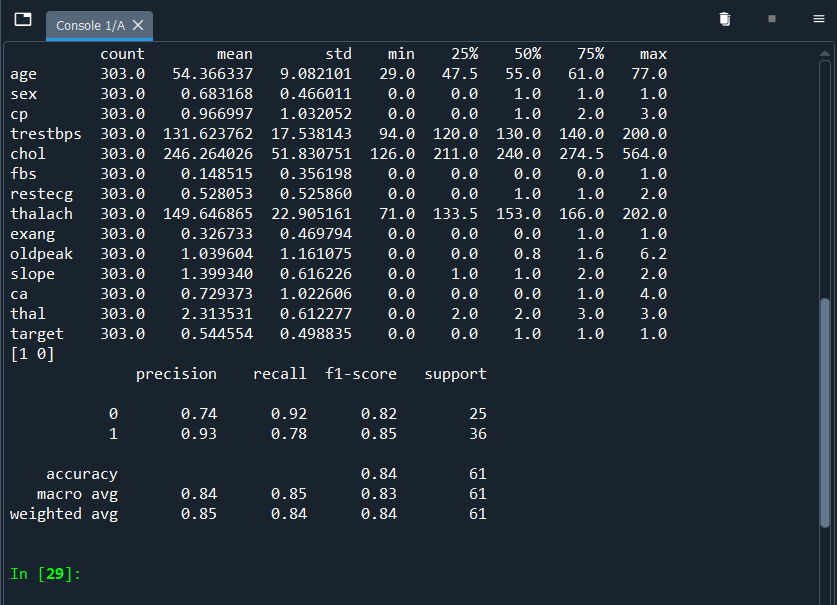 Console 1/A
count mean std min 25% 50% 75% max
age 303.0 54.366337 9.082101 29.0 47.5 55.0 61.0 77.0
sex 303.0 0.683168 0.466011 0.0 0.0 1.0 1.0 1.0
cp 303.0 0.966997 1.032052 0.0 0.0 1.0 2.0 3.0
trestbps 303.0 131.623762 17.538143 94.0 120.0 130.0 140.0 200.0
chol 303.0 246.264026 51.830751 126.0 211.0 240.0 274.5 564.0
fbs 303.0 0.148515 0.356198 0.0 0.0 0.0 0.0 1.0
restecg 303.0 0.528053 0.525860 0.0 0.0 1.0 1.0 2.0
thalach 303.0 149.646865 22.905161 71.0 133.5 153.0 166.0 202.0
exang 303.0 0.326733 0.469794 0.0 0.0 0.0 1.0 1.0
oldpeak 303.0 1.039604 1.161075 0.0 0.0 0.8 1.6 6.2
slope 303.0 1.399340 0.616226 0.0 1.0 1.0 2.0 2.0
ca 303.0 0.729373 1.022606 0.0 0.0 0.0 1.0 4.0
thal 303.0 2.313531 0.612277 0.0 2.0 2.0 3.0 3.0
target 303.0 0.544554 0.498835 0.0 0.0 1.0 1.0 1.0
[1 0]
precision recall f1-score support
0 0.74 0.92 0.82 25
1 0.93 0.78 0.85 36
accuracy 0.84 61
macro avg 0.84 0.85 0.83 61
weighted avg 0.85 0.84 0.84 61
In [29]: